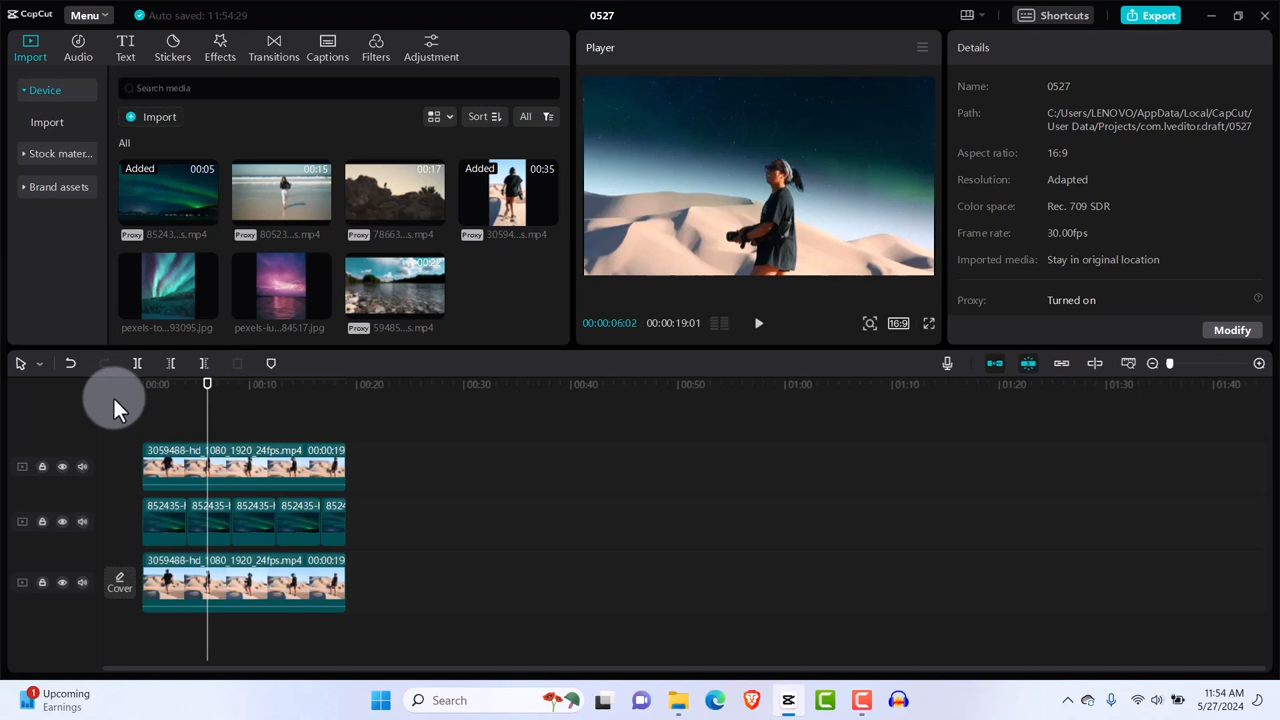 CapCut
Menu
Auto saved: 11:54:29
0527
Shortcuts
Export
Import
Audio
Text
Stickers
Effects
Transitions
Captions
Filters
Adjustment
Device
Import
Stock mater...
Brand assets
Search media
Import
Sort
All
All
Added 00:05
00:15
00:17
Added 00:35
Proxy 85243...s.mp4
Proxy 80523...s.mp4
Proxy 78663...s.mp4
Proxy 30594...s.mp4
00:22
pexels-to...93095.jpg
pexels-iu...84517.jpg
Proxy 59485...s.mp4
Player
00:00:06:02 00:00:19:01
16:9
Details
Name: 0527
Path: C:/Users/LENOVO/AppData/Local/CapCut/
User Data/Projects/com.lveditor.draft/0527
Aspect ratio: 16:9
Resolution: Adapted
Color space: Rec. 709 SDR
Frame rate: 30.00fps
Imported media: Stay in original location
Proxy: Turned on
Modify
00:00 00:10 00:20 00:30 00:40 00:50 01:00 01:10 01:20 01:30 01:40
3059488-hd_1080_1920_24fps.mp4 00:00:19
852435-h 852435-h 852435-h 852435-h 8524
3059488-hd_1080_1920_24fps.mp4 00:00:19
Cover
1
Upcoming
Earnings
Search
11:54 AM
5/27/2024